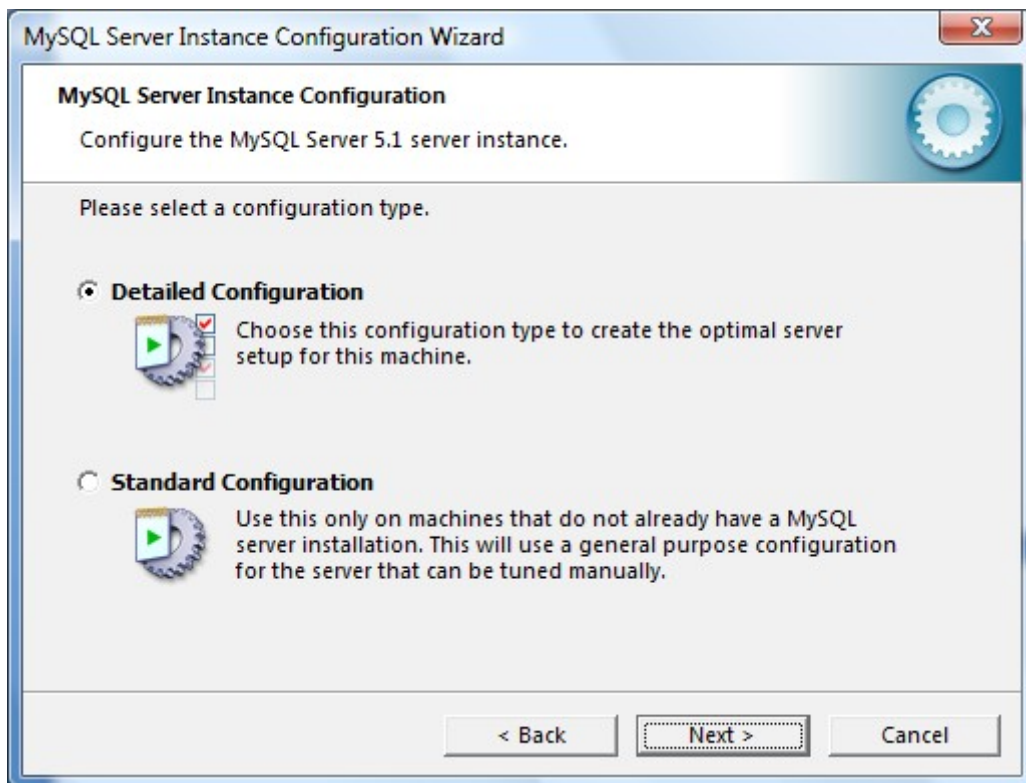 MySQL Server Instance Configuration Wizard
MySQL Server Instance Configuration
Configure the MySQL Server 5.1 server instance.
Please select a configuration type.
Detailed Configuration
Choose this configuration type to create the optimal server
setup for this machine.
Standard Configuration
Use this only on machines that do not already have a MySQL
server installation. This will use a general purpose configuration
for the server that can be tuned manually.
< Back
Next >
Cancel